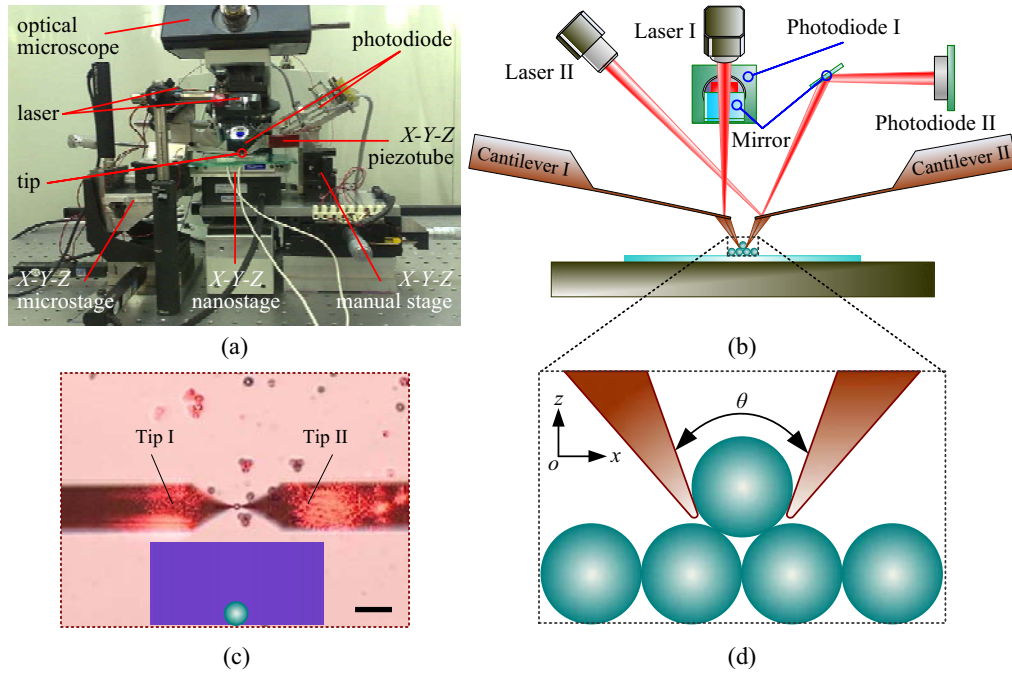 optical
microscope
photodiode
laser
X-Y-Z
piezotube
tip
X-Y-Z
microstage
X-Y-Z
nanostage
X-Y-Z
manual stage
(a)
Laser I
Photodiode I
Laser II
Mirror
Photodiode II
Cantilever I
Cantilever II
(b)
Tip I
Tip II
(c)
z
θ
o
x
(d)